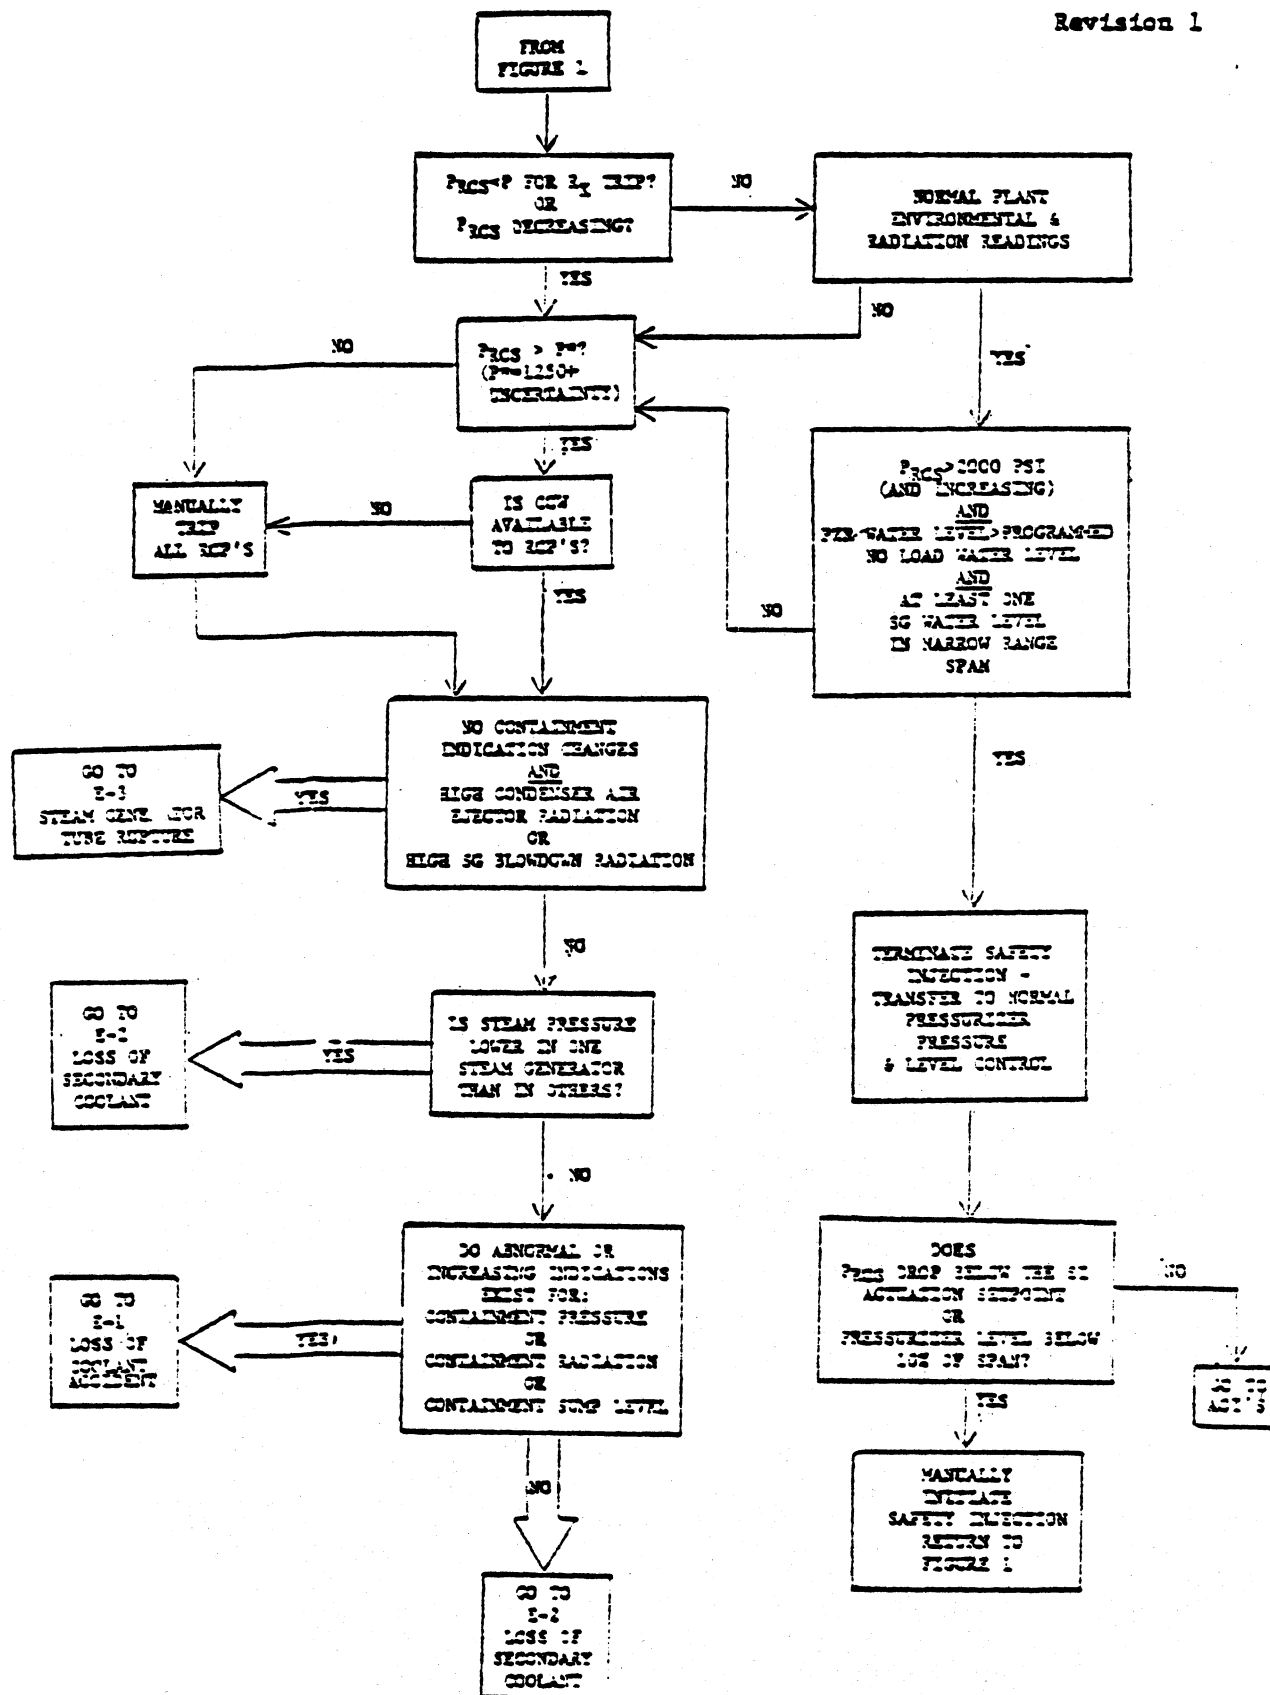 Revision 1
FROM
FIGURE 1
PRCS<P FOR RX TRIP?
OR
PRCS DECREASING?
NO
NORMAL PLANT
ENVIRONMENTAL &
RADIATION READINGS
YES
NO
YES
NO
PRCS > P*?
(P*=1250+
UNCERTAINTY)
YES
PRCS>2000 PSI
(AND INCREASING)
AND
PZR WATER LEVEL>PROGRAMMED
NO LOAD WATER LEVEL
AND
AT LEAST ONE
SG WATER LEVEL
IN NARROW RANGE
SPAN
NO
YES
MANUALLY
TRIP
ALL RCP'S
NO
IS CCW
AVAILABLE
TO RCP'S?
YES
NO CONTAINMENT
INDICATION CHANGES
AND
HIGH CONDENSER AIR
EJECTOR RADIATION
OR
HIGH SG BLOWDOWN RADIATION
YES
GO TO
E-3
STEAM GENERATOR
TUBE RUPTURE
NO
TERMINATE SAFETY
INJECTION -
TRANSFER TO NORMAL
PRESSURIZER
PRESSURE
& LEVEL CONTROL
IS STEAM PRESSURE
LOWER IN ONE
STEAM GENERATOR
THAN IN OTHERS?
YES
GO TO
E-2
LOSS OF
SECONDARY
COOLANT
NO
DO ABNORMAL OR
INCREASING INDICATIONS
EXIST FOR:
CONTAINMENT PRESSURE
OR
CONTAINMENT RADIATION
OR
CONTAINMENT SUMP LEVEL
YES
GO TO
E-1
LOSS OF
COOLANT
ACCIDENT
NO
GO TO
E-2
LOSS OF
SECONDARY
COOLANT
DOES
PRCS DROP BELOW THE SI
ACTUATION SETPOINT
OR
PRESSURIZER LEVEL BELOW
10% OF SPAN?
NO
TO
YES
MANUALLY
INITIATE
SAFETY INJECTION
RETURN TO
FIGURE 1